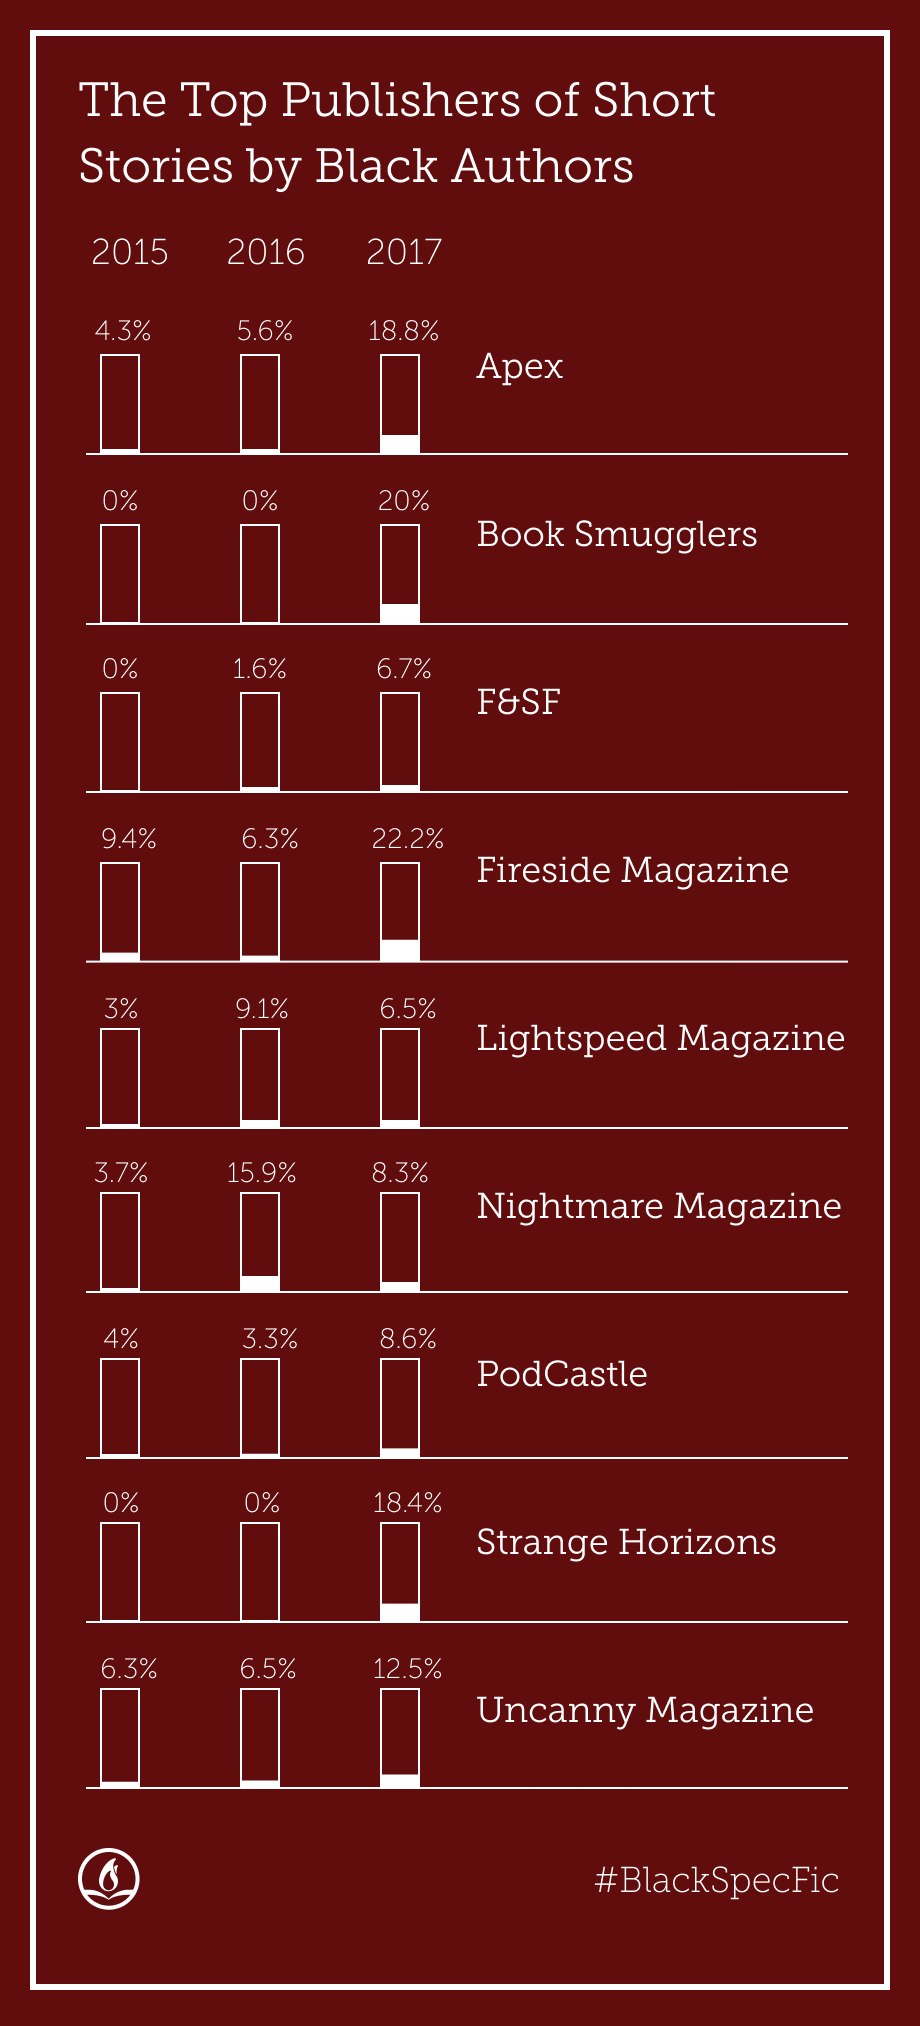 The Top Publishers of Short
Stories by Black Authors
2015 2016 2017
4.3% 5.6% 18.8%
Apex
0% 0% 20%
Book Smugglers
0% 1.6% 6.7%
F&SF
9.4% 6.3% 22.2%
Fireside Magazine
3% 9.1% 6.5%
Lightspeed Magazine
3.7% 15.9% 8.3%
Nightmare Magazine
4% 3.3% 8.6%
PodCastle
0% 0% 18.4%
Strange Horizons
6.3% 6.5% 12.5%
Uncanny Magazine
#BlackSpecFic